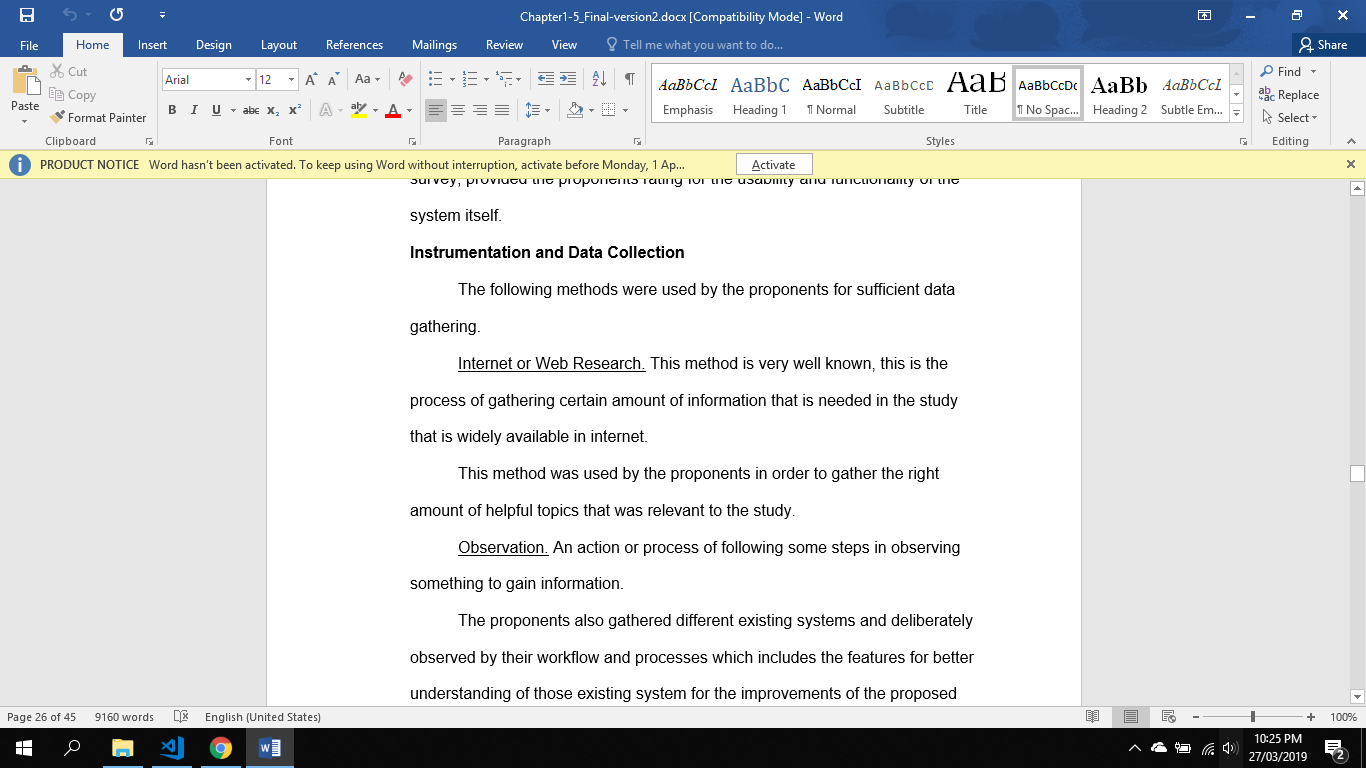 Chapter1-5_Final-version2.docx [Compatibility Mode] - Word
File Home Insert Design Layout References Mailings Review View Tell me what you want to do... Share
Paste
Cut
Copy
Format Painter
Clipboard
Arial 12 Aa
B I U abc x₂ x² A ab A
Font
Paragraph
AaBbCcI AaBbC AaBbCcI AaBbCcD AaB AaBbCcDc AaBb AaBbCcI
Emphasis Heading 1 ¶ Normal Subtitle Title ¶ No Spac... Heading 2 Subtle Em...
Styles
Find
Replace
Select
Editing
PRODUCT NOTICE Word hasn't been activated. To keep using Word without interruption, activate before Monday, 1 Ap... Activate
survey, provided the proponents rating for the usability and functionality of the
system itself.
Instrumentation and Data Collection
The following methods were used by the proponents for sufficient data
gathering.
Internet or Web Research. This method is very well known, this is the
process of gathering certain amount of information that is needed in the study
that is widely available in internet.
This method was used by the proponents in order to gather the right
amount of helpful topics that was relevant to the study.
Observation. An action or process of following some steps in observing
something to gain information.
The proponents also gathered different existing systems and deliberately
observed by their workflow and processes which includes the features for better
understanding of those existing system for the improvements of the proposed
Page 26 of 45 9160 words English (United States) 100%
10:25 PM
27/03/2019
2